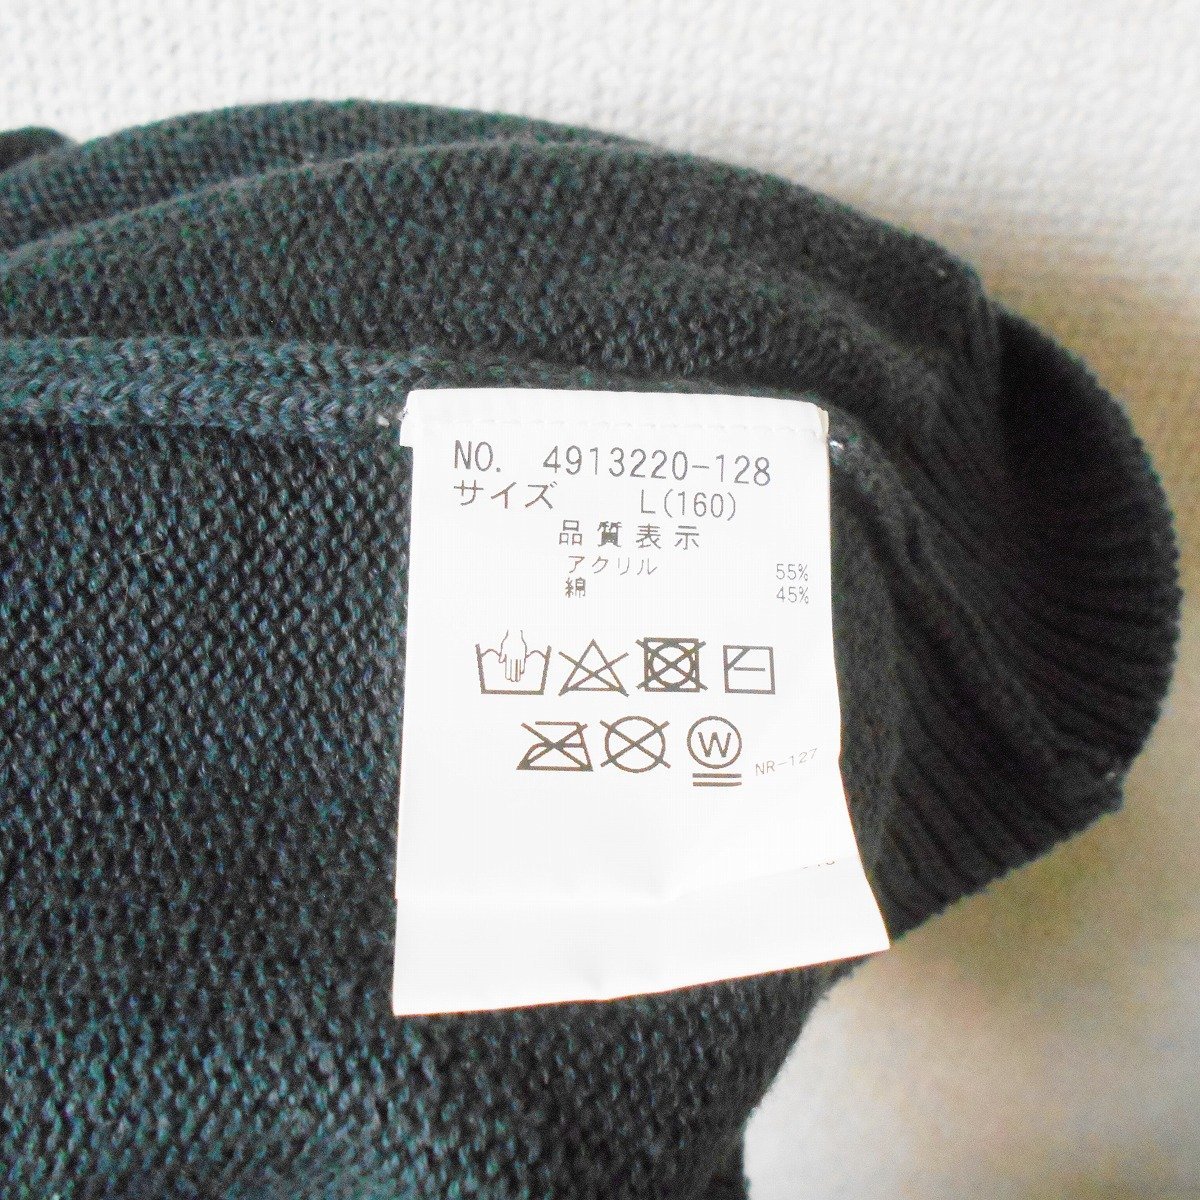 NO. 4913220-128
サイズ L(160)
品質表示
アクリル 55%
綿 45%
W
NR-127